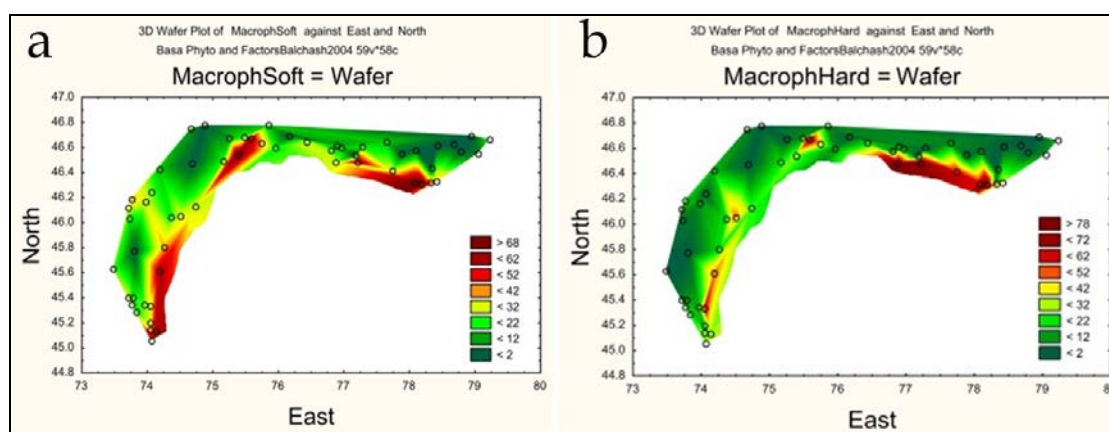 a
3D Wafer Plot of MacrophSoft against East and North
Basa Phyto and FactorsBalchash2004 59v*58c
MacrophSoft = Wafer
47.0
46.8
46.6
46.4
46.2
46.0
45.8
45.6
45.4
45.2
45.0
44.8
North
73 74 75 76 77 78 79 80
East
> 68
< 62
< 52
< 42
< 32
< 22
< 12
< 2
b
3D Wafer Plot of MacrophHard against East and North
Basa Phyto and FactorsBalchash2004 59v*58c
MacrophHard = Wafer
47.0
46.8
46.6
46.4
46.2
46.0
45.8
45.6
45.4
45.2
45.0
44.8
North
73 74 75 76 77 78 79 80
East
> 78
< 72
< 62
< 52
< 42
< 32
< 22
< 12
< 2